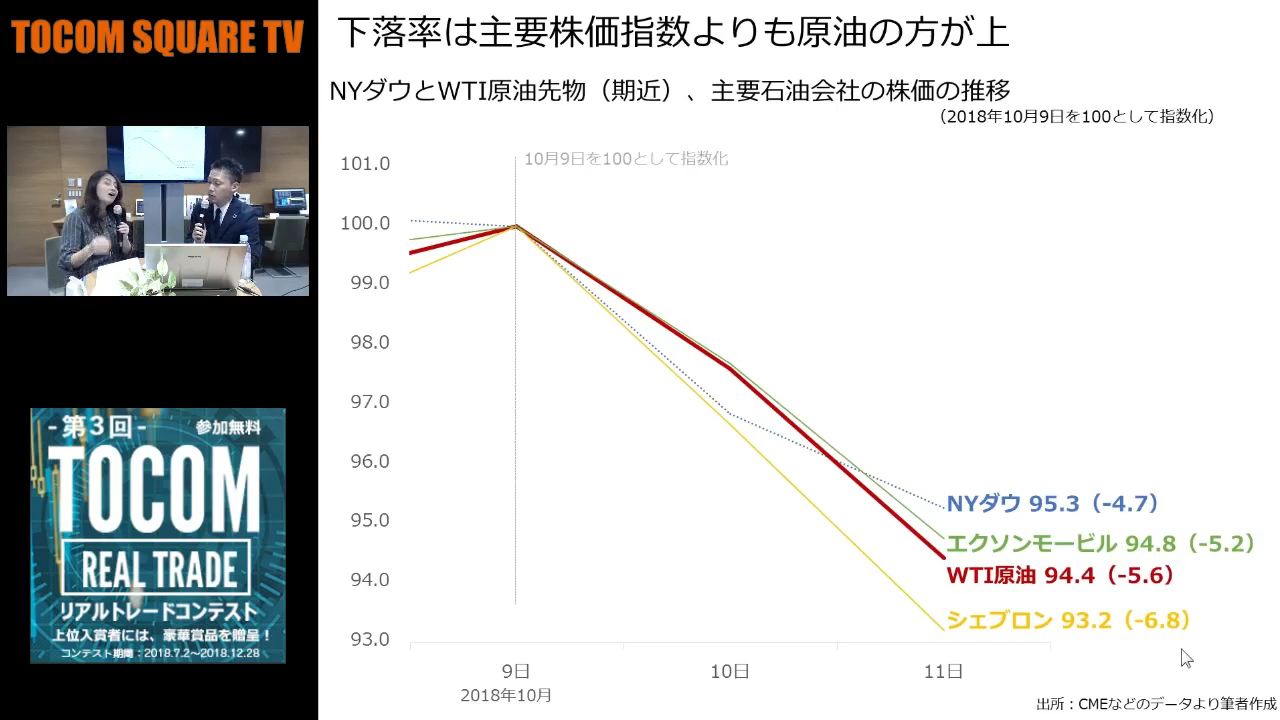 TOCOM SQUARE TV
下落率は主要株価指数よりも原油の方が上
NYダウとWTI原油先物（期近）、主要石油会社の株価の推移
（2018年10月9日を100として指数化）
10月9日を100として指数化
101.0
100.0
99.0
98.0
97.0
96.0
95.0
94.0
93.0
NYダウ 95.3（-4.7）
エクソンモービル 94.8（-5.2）
WTI原油 94.4（-5.6）
シェブロン 93.2（-6.8）
9日
10日
11日
2018年10月
出所：CMEなどのデータより筆者作成
-第3回-
参加無料
TOCOM
REAL TRADE
リアルトレードコンテスト
上位入賞者には、豪華賞品を贈呈！
コンテスト期間：2018.7.2～2018.12.28